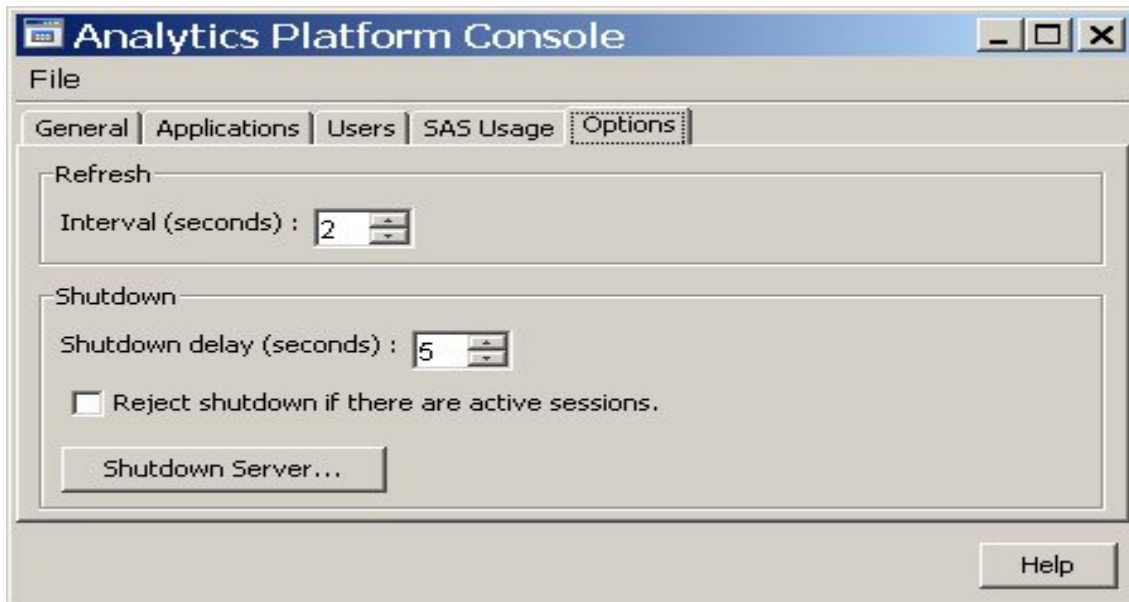 Analytics Platform Console
File
General Applications Users SAS Usage Options
Refresh
Interval (seconds) : 2
Shutdown
Shutdown delay (seconds) : 5
Reject shutdown if there are active sessions.
Shutdown Server...
Help